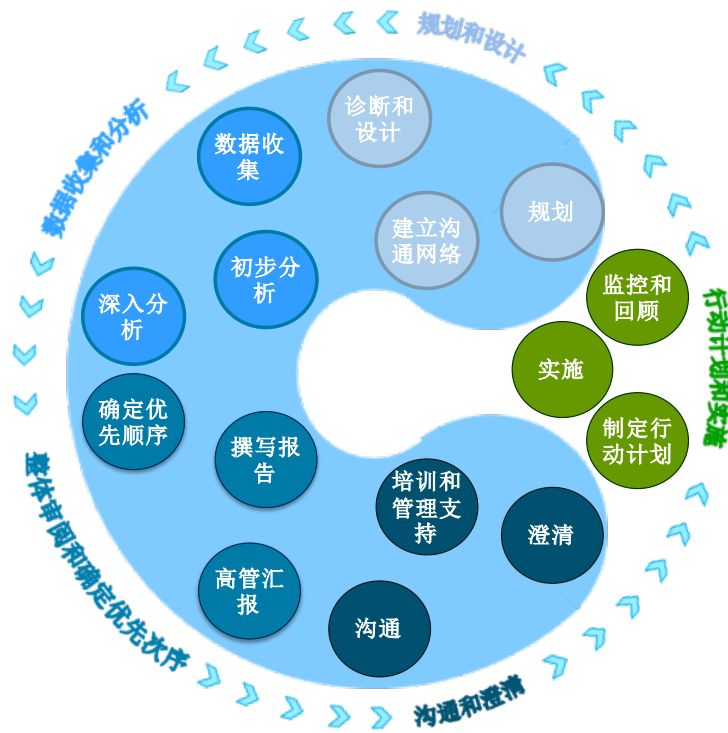 规划和设计
诊断和
设计
规划
建立沟
通网络
数据收集和分析
数据收
集
初步分
析
深入分
析
整体审阅和确定优先次序
确定优
先顺序
撰写报
告
高管汇
报
沟通和澄清
沟通
培训和
管理支
持
澄清
行动计划和实施
制定行
动计划
实施
监控和
回顾